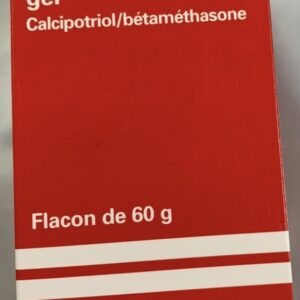 gel
Calcipotriol/bétaméthasone
Flacon de 60 g